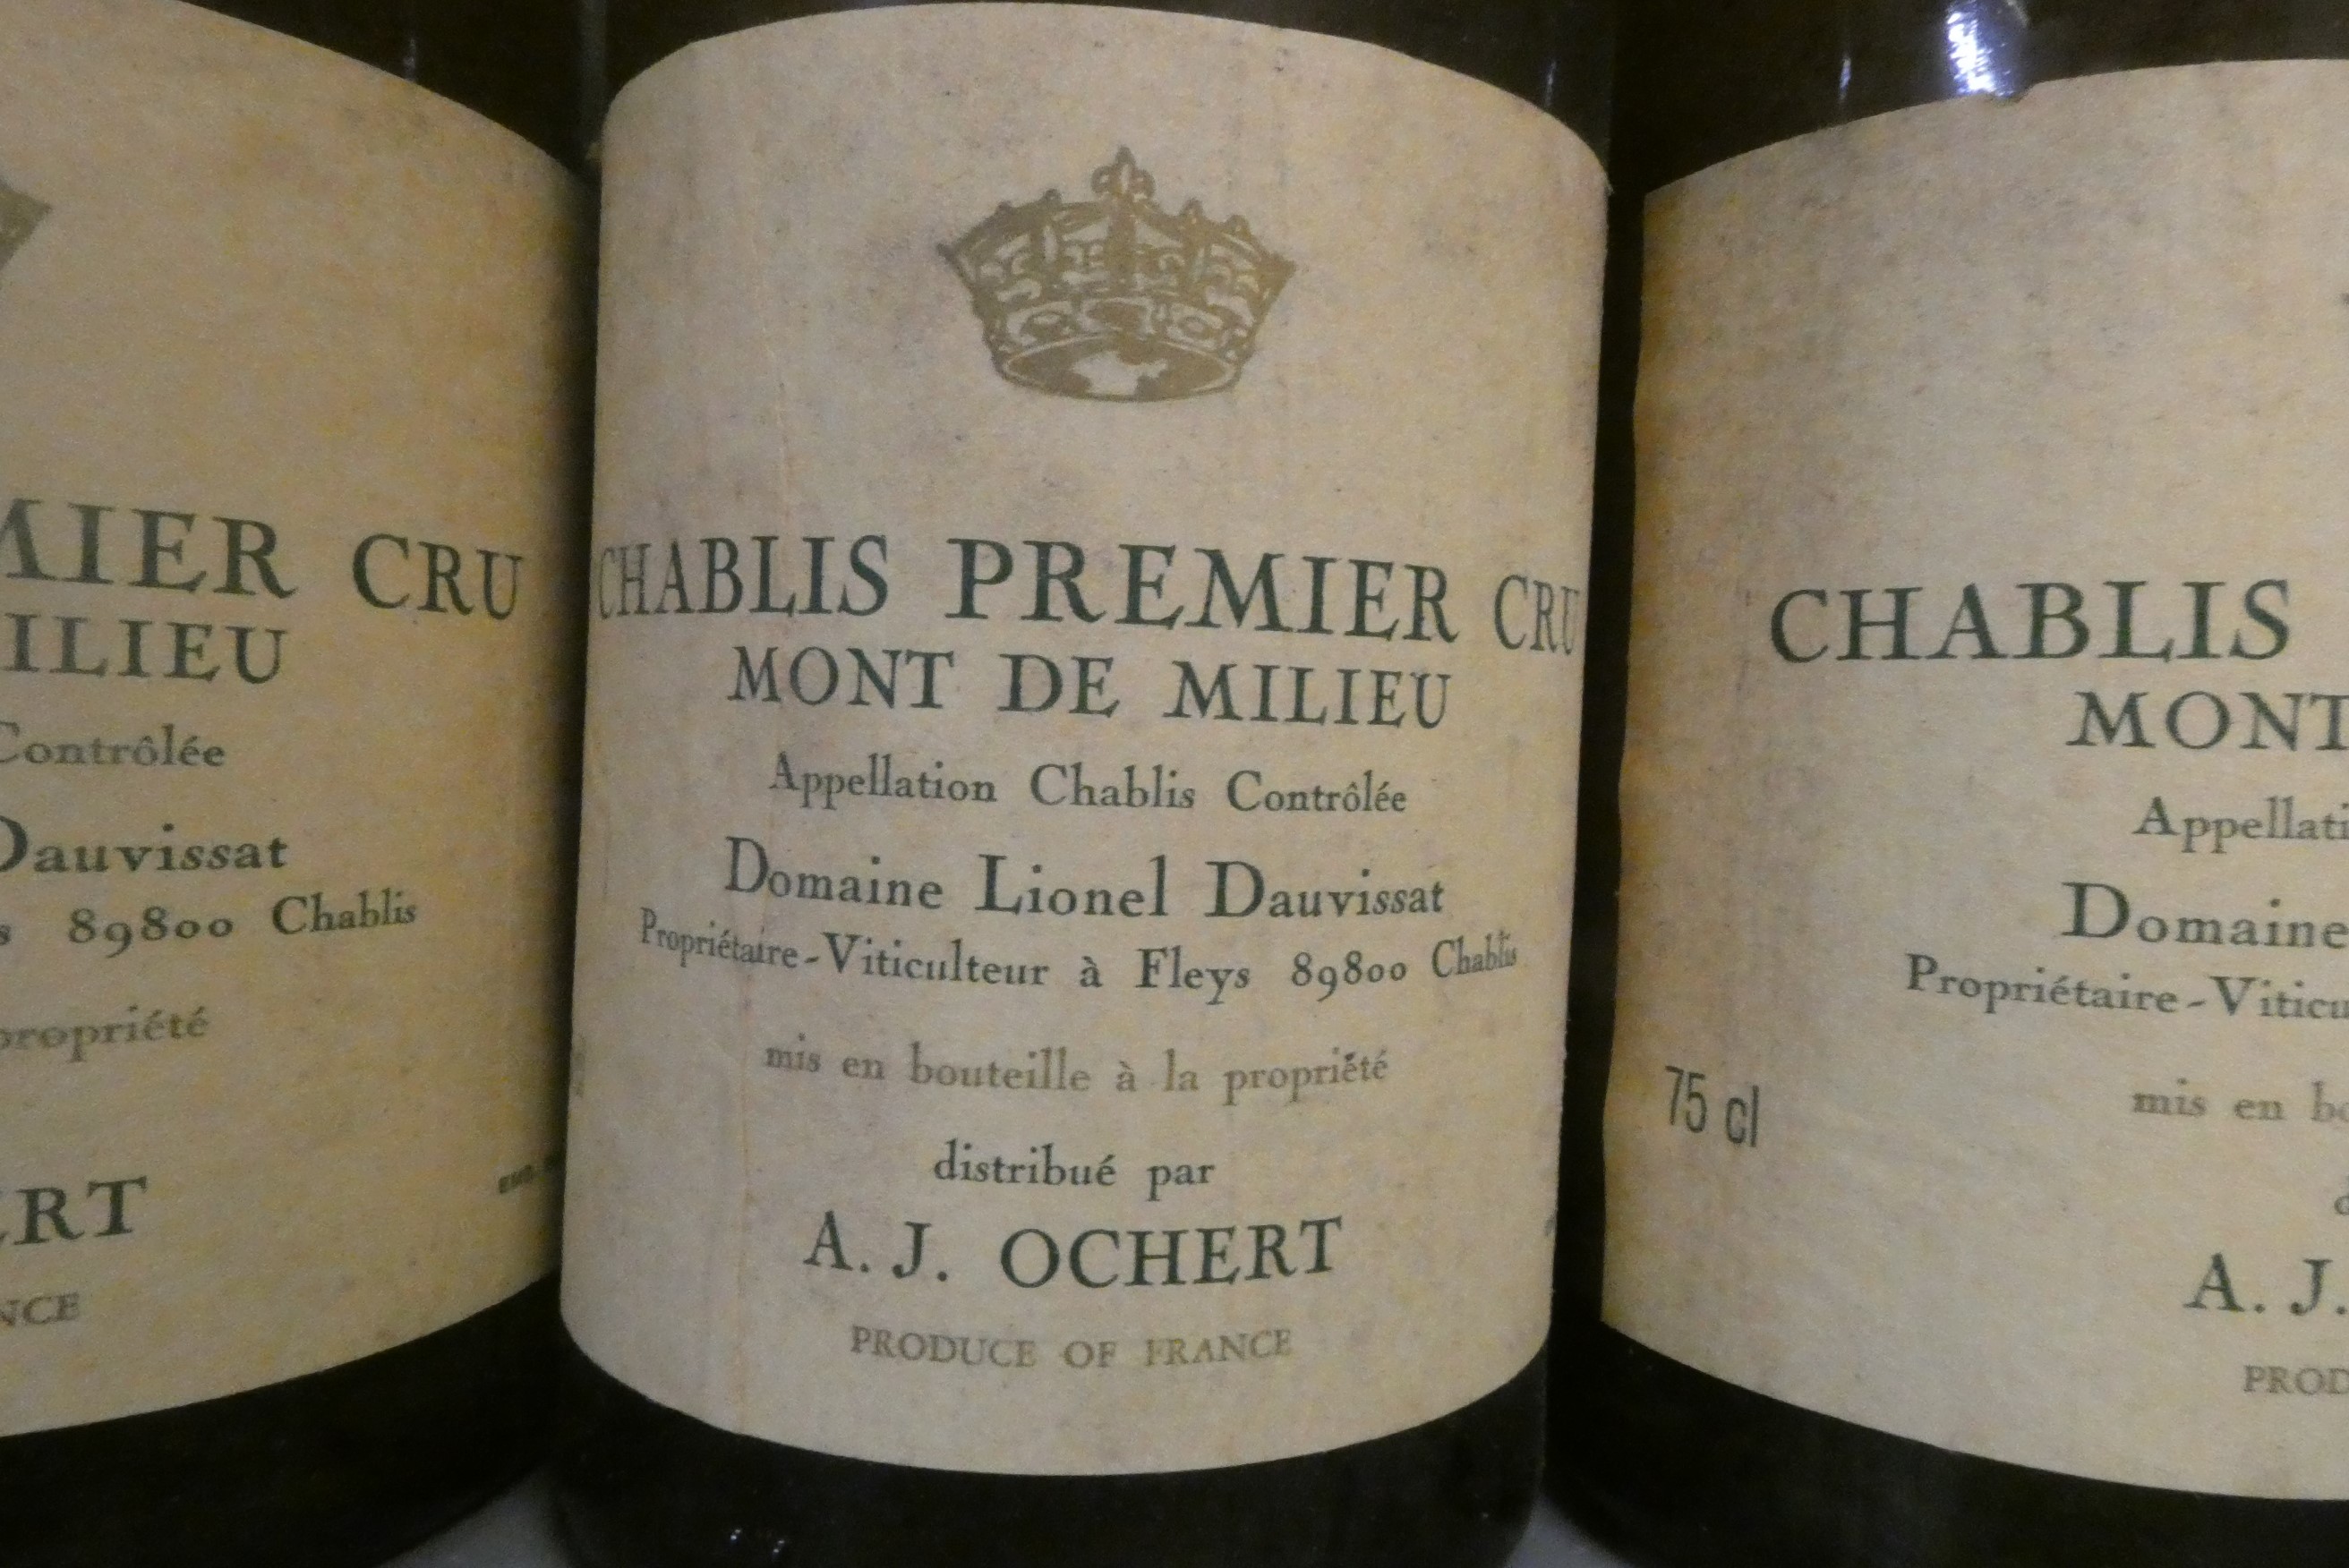 MIER CRU
ILIEU
Contrôlée
Dauvissat
s 89800 Chablis
propriété
ERT
NCE
CHABLIS PREMIER CRU
MONT DE MILIEU
Appellation Chablis Contrôlée
Domaine Lionel Dauvissat
Propriétaire-Viticulteur à Fleys 89800 Chablis
mis en bouteille à la propriété
distribué par
A. J. OCHERT
PRODUCE OF FRANCE
CHABLIS
MONT
Appellati
Domaine
Propriétaire-Viticu
75 cl
mis en bo
d
A. J.
PROD